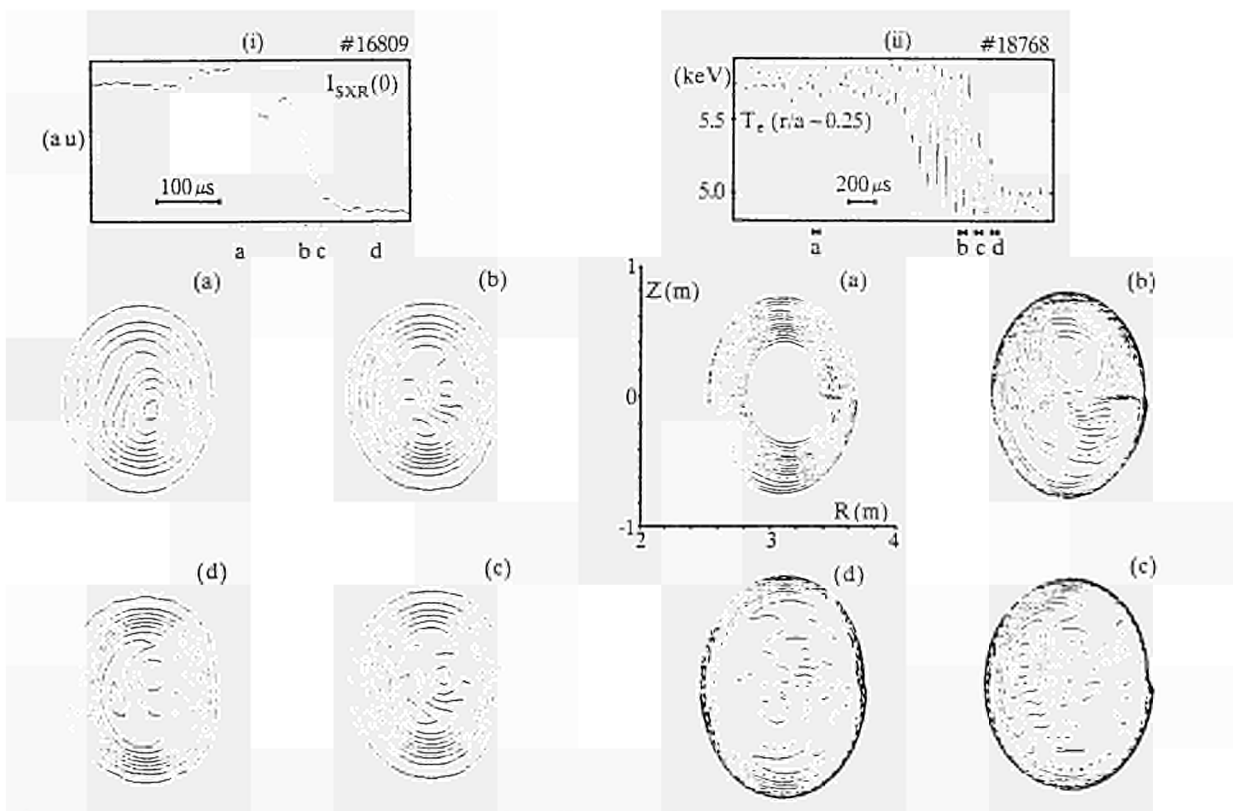 (i) #16809
I_SXR(0)
(a u)
100 μs
a b c d
(a) (b)
(d) (c)
(ii) #18768
(keV)
5.5
T_e (r/a ~ 0.25)
5.0
200 μs
a b c d
1 (a) (b)
Z (m)
0
-1 R (m)
2 3 4
(d) (c)